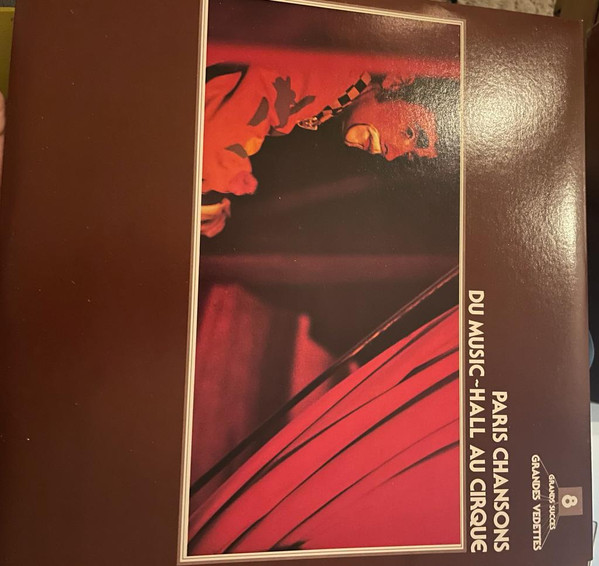 8
GRANDS SUCCES
GRANDES VEDETTES
PARIS CHANSONS
DU MUSIC~HALL AU CIRQUE